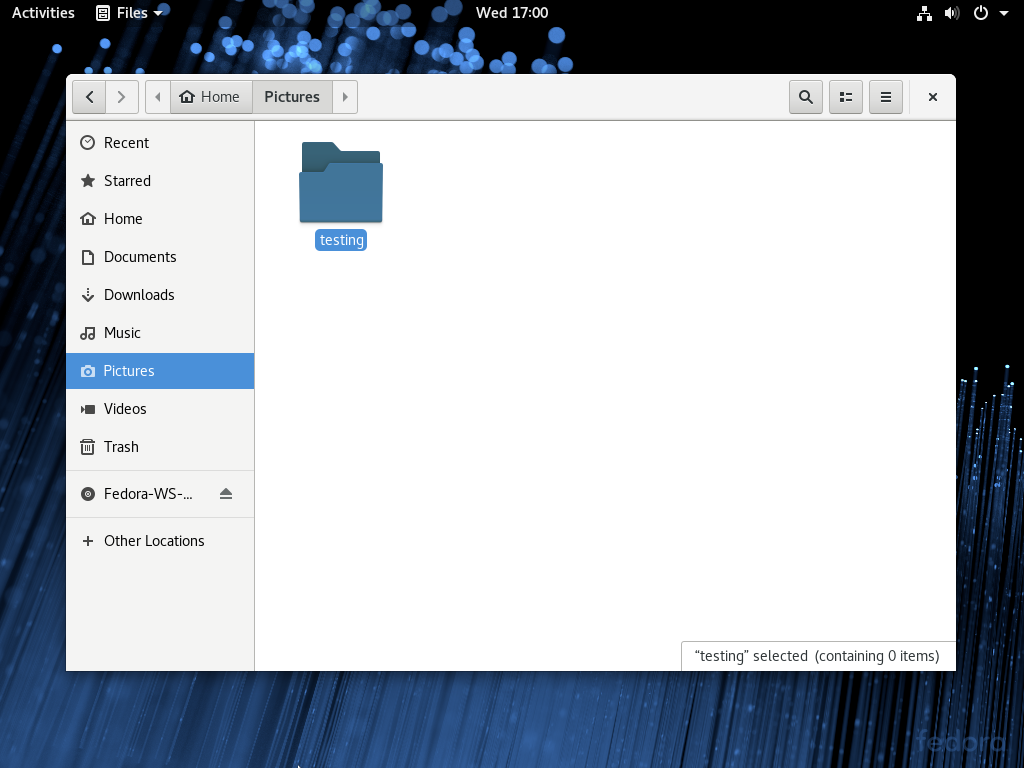 Activities Files Wed 17:00
Home Pictures
Recent
Starred
Home
Documents
Downloads
Music
Pictures
Videos
Trash
Fedora-WS-...
Other Locations
testing
“testing” selected (containing 0 items)
fedora